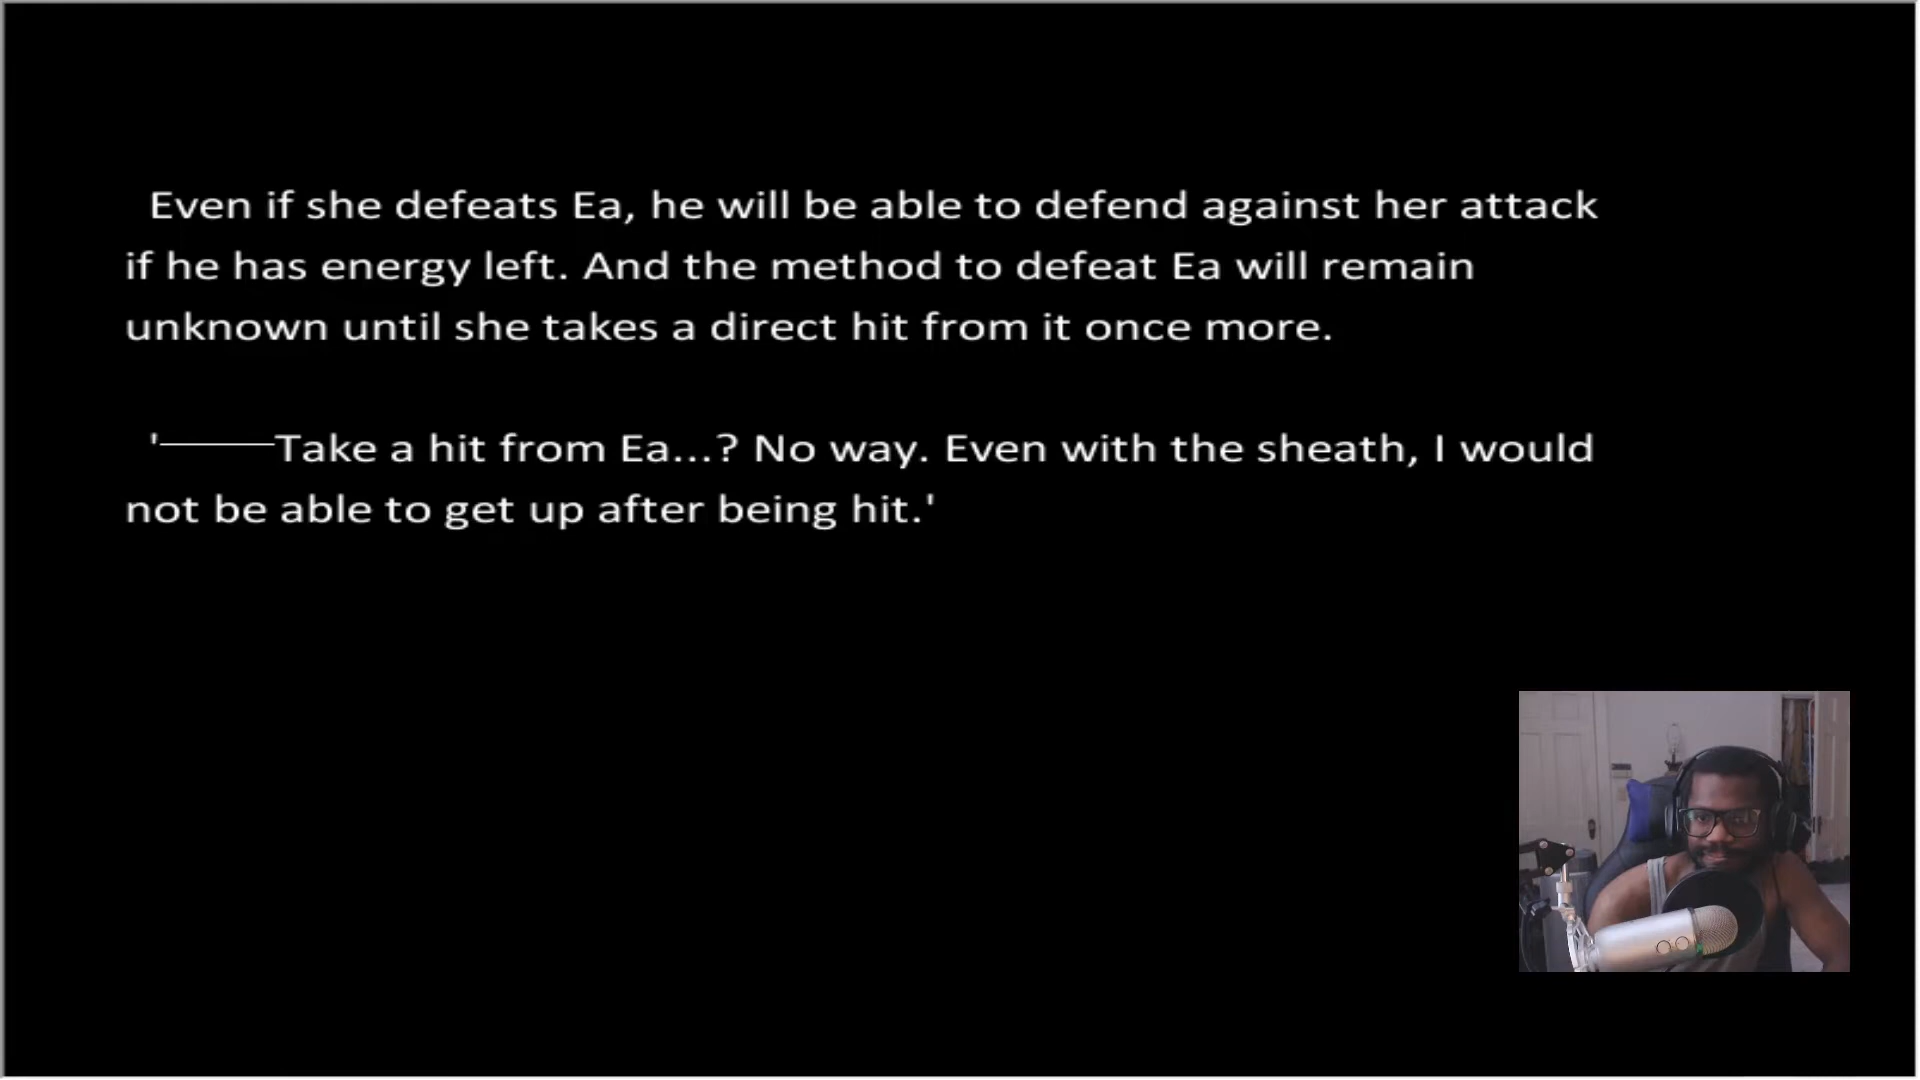 Even if she defeats Ea, he will be able to defend against her attack
if he has energy left. And the method to defeat Ea will remain
unknown until she takes a direct hit from it once more.
'———Take a hit from Ea...? No way. Even with the sheath, I would
not be able to get up after being hit.'